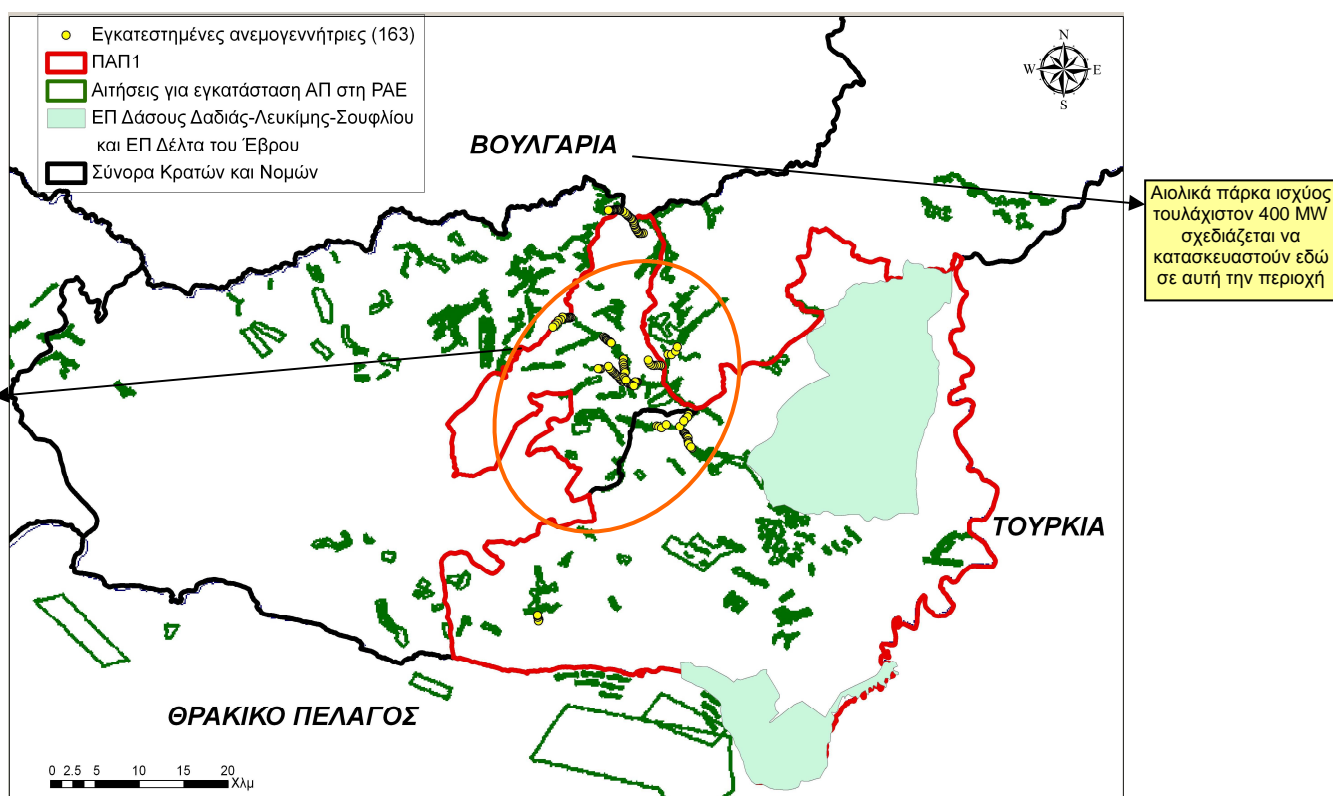 Εγκατεστημένες ανεμογεννήτριες (163)
ΠΑΠ1
Αιτήσεις για εγκατάσταση ΑΠ στη ΡΑΕ
ΕΠ Δάσους Δαδιάς-Λευκίμης-Σουφλίου
και ΕΠ Δέλτα του Έβρου
Σύνορα Κρατών και Νομών
N
W E
S
ΒΟΥΛΓΑΡΙΑ
Αιολικά πάρκα ισχύος
τουλάχιστον 400 MW
σχεδιάζεται να
κατασκευαστούν εδώ
σε αυτή την περιοχή
ΤΟΥΡΚΙΑ
ΘΡΑΚΙΚΟ ΠΕΛΑΓΟΣ
0 2.5 5 10 15 20
Χλμ